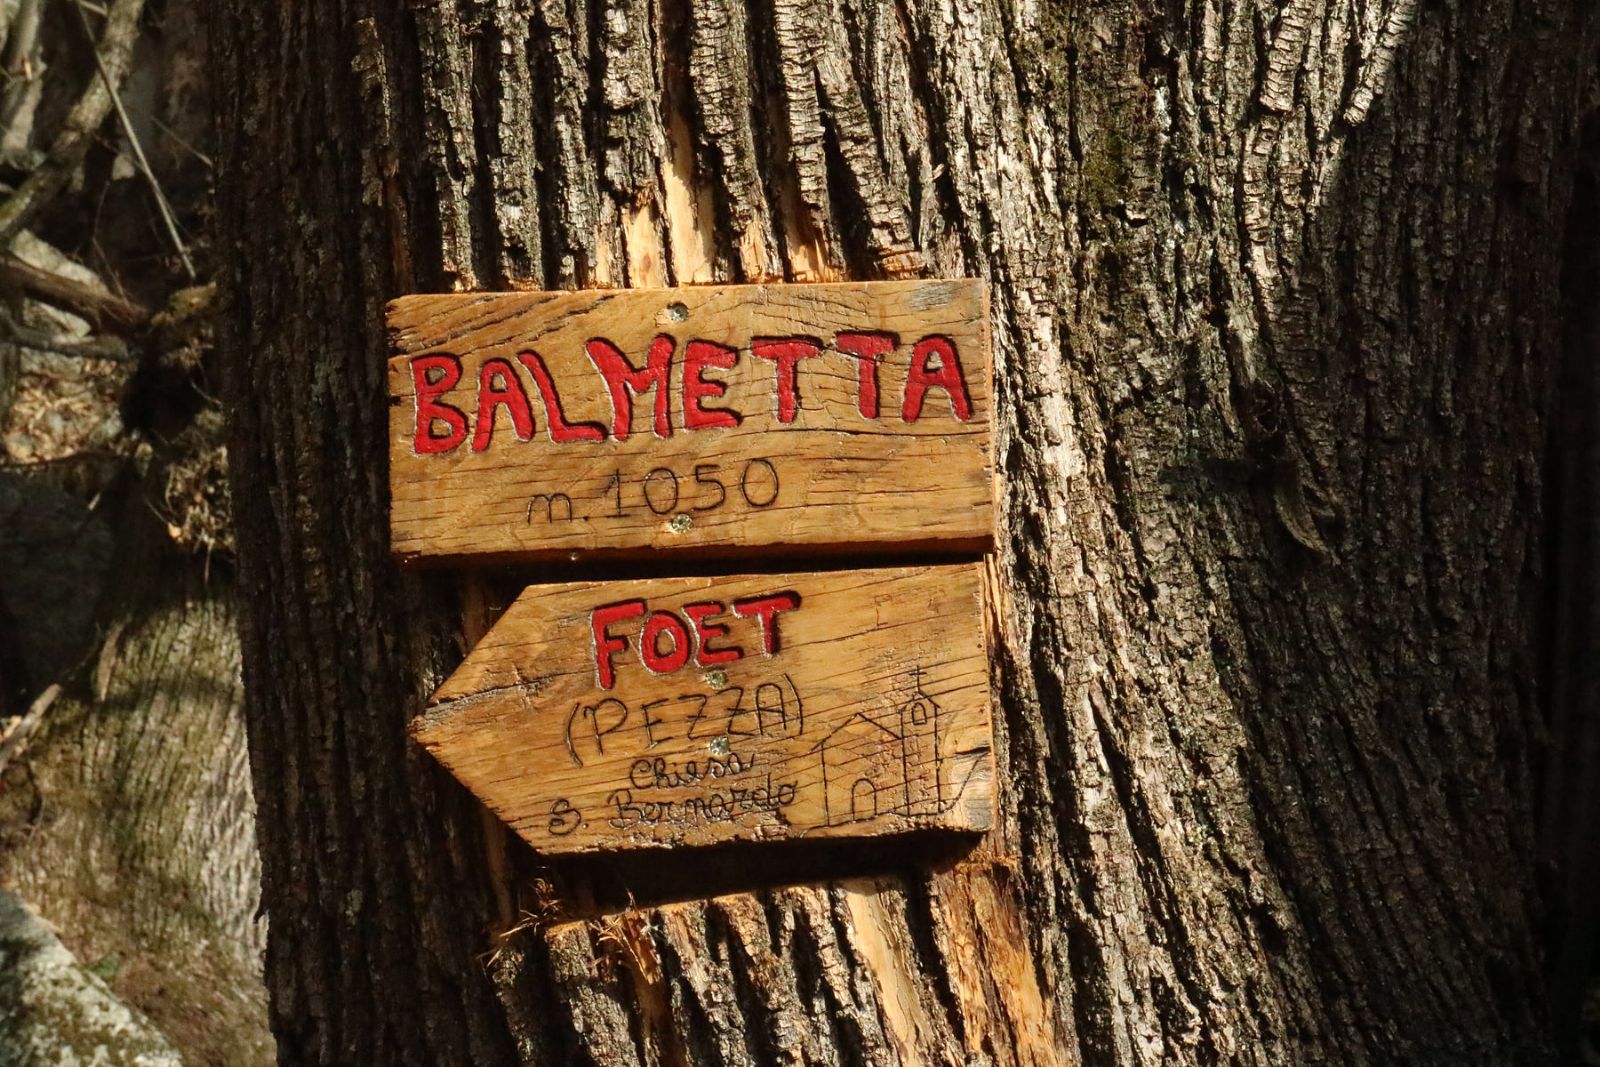 BALMETTA
m.1050
FOET
(PEZZA)
Chiesa
S. Bernardo